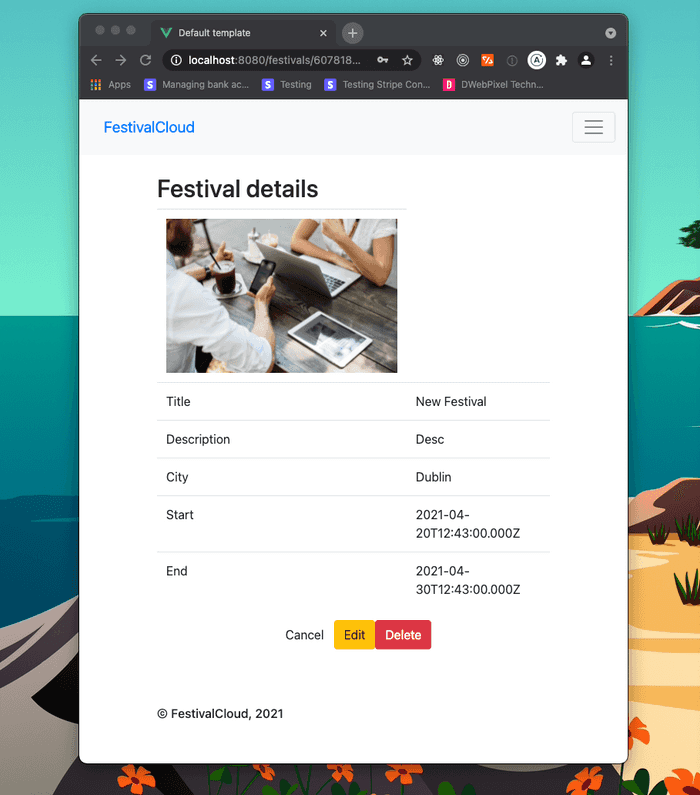 Default template
localhost:8080/festivals/607818...
Apps
Managing bank ac...
Testing
Testing Stripe Con...
DWebPixel Techn...
FestivalCloud
Festival details
Title New Festival
Description Desc
City Dublin
Start 2021-04-
20T12:43:00.000Z
End 2021-04-
30T12:43:00.000Z
Cancel Edit Delete
© FestivalCloud, 2021